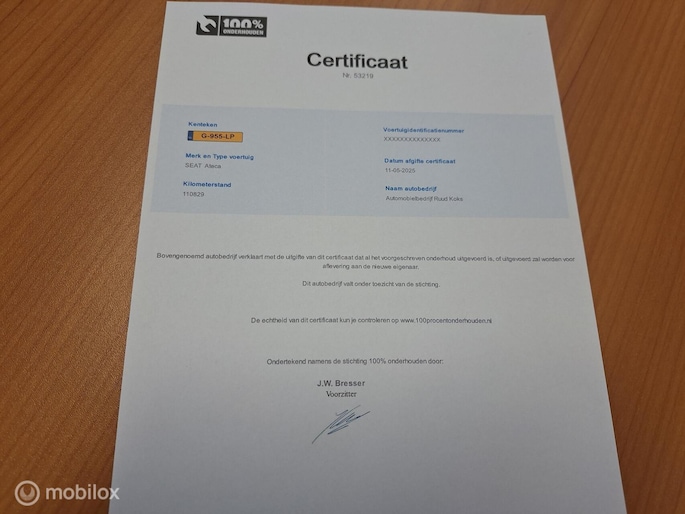 100%
ONDERHOUDEN
Certificaat
Nr. 53219
Kenteken
G-955-LP
Merk en Type voertuig
SEAT Ateca
Kilometerstand
110829
Voertuigidentificatienummer
XXXXXXXXXXXXXX
Datum afgifte certificaat
11-05-2025
Naam autobedrijf
Automobielbedrijf Ruud Koks
Bovengenoemd autobedrijf verklaart met de uitgifte van dit certificaat dat al het voorgeschreven onderhoud uitgevoerd is, of uitgevoerd zal worden voor
aflevering aan de nieuwe eigenaar.
Dit autobedrijf valt onder toezicht van de stichting.
De echtheid van dit certificaat kun je controleren op www.100procentonderhouden.nl
Ondertekend namens de stichting 100% onderhouden door:
J.W. Bresser
Voorzitter
mobilox